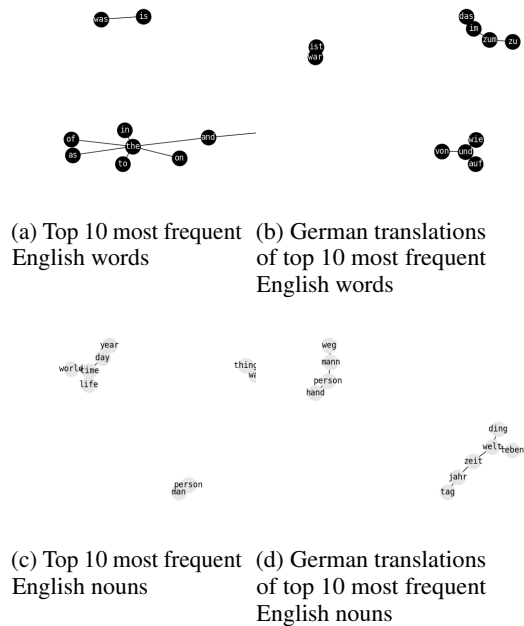 was is
of in the and
as to on
ist
war
das
im
zum zu
wie
von und
auf
(a) Top 10 most frequent
English words
(b) German translations
of top 10 most frequent
English words
year
day
world time
life
thing
person
man
weg
mann
person
hand
ding
welt leben
zeit
jahr
tag
(c) Top 10 most frequent
English nouns
(d) German translations
of top 10 most frequent
English nouns